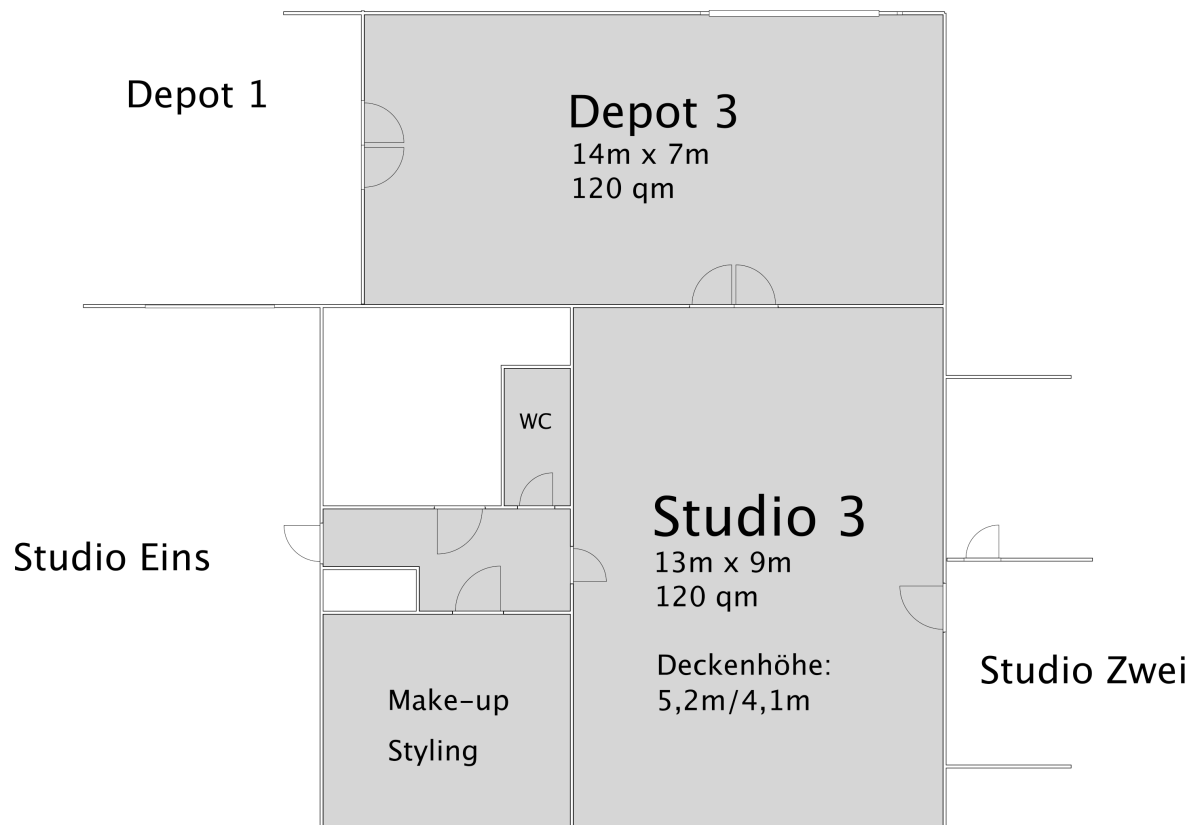 Depot 1
Depot 3
14m x 7m
120 qm
WC
Studio Eins
Studio 3
13m x 9m
120 qm
Deckenhöhe:
5,2m/4,1m
Studio Zwei
Make-up
Styling